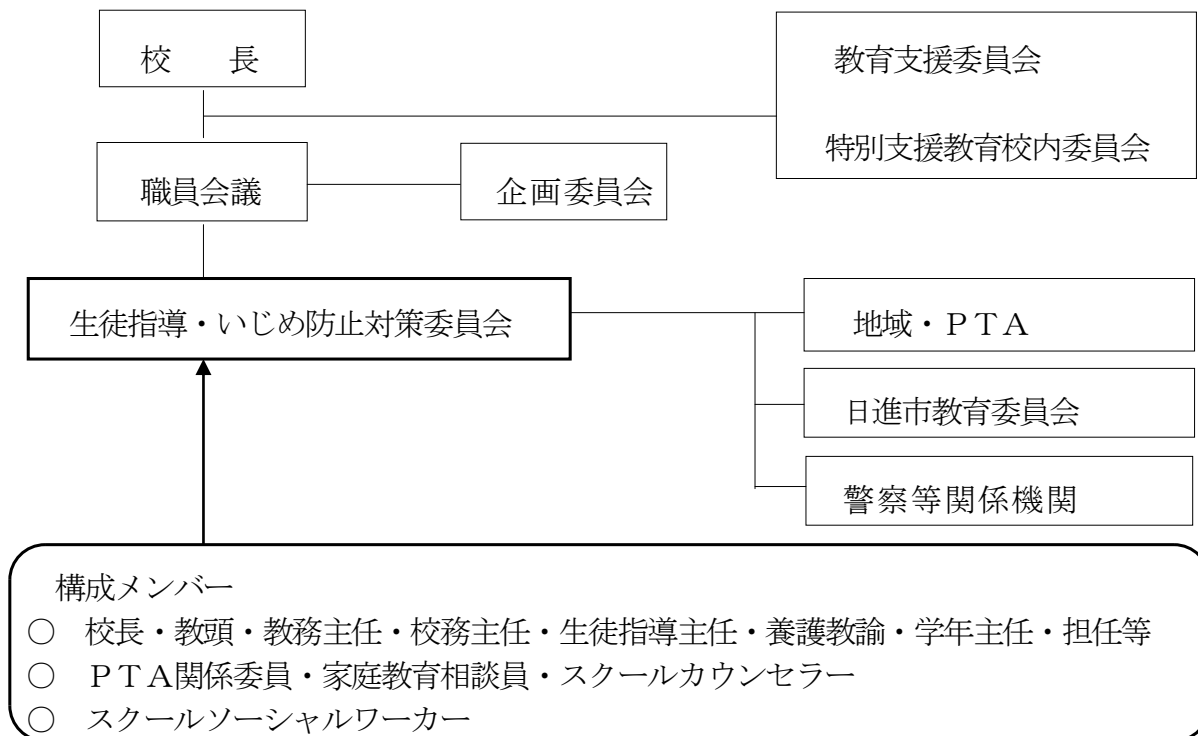 校　長
教育支援委員会
特別支援教育校内委員会
職員会議
企画委員会
生徒指導・いじめ防止対策委員会
地域・ＰＴＡ
日進市教育委員会
警察等関係機関
構成メンバー
○　校長・教頭・教務主任・校務主任・生徒指導主任・養護教諭・学年主任・担任等
○　ＰＴＡ関係委員・家庭教育相談員・スクールカウンセラー
○　スクールソーシャルワーカー